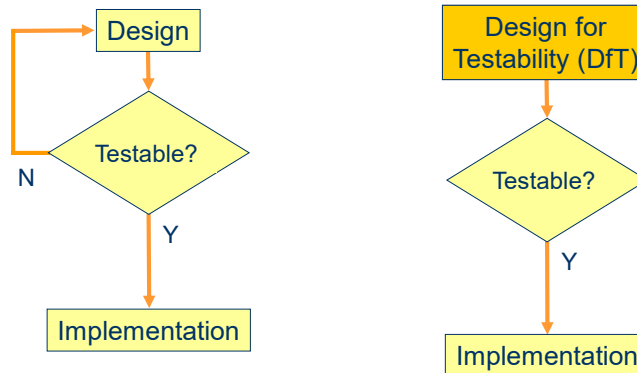 Design
Testable?
N
Y
Implementation
Design for
Testability (DfT)
Testable?
Y
Implementation